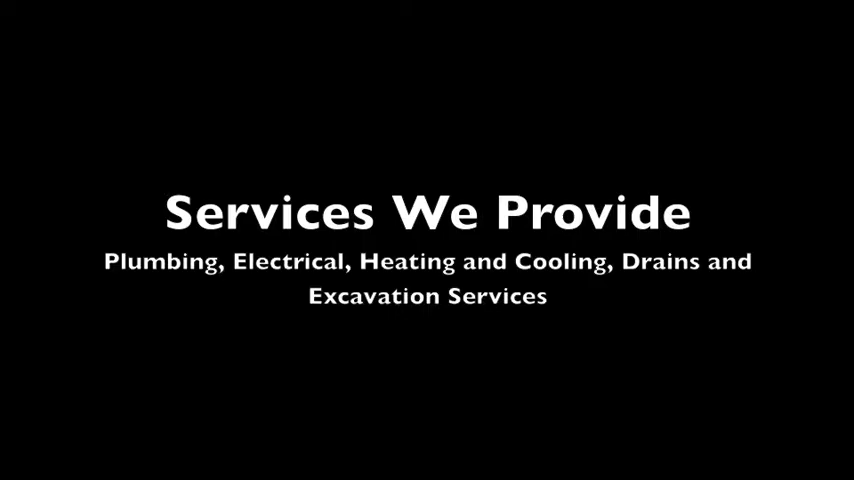 Services We Provide
Plumbing, Electrical, Heating and Cooling, Drains and
Excavation Services